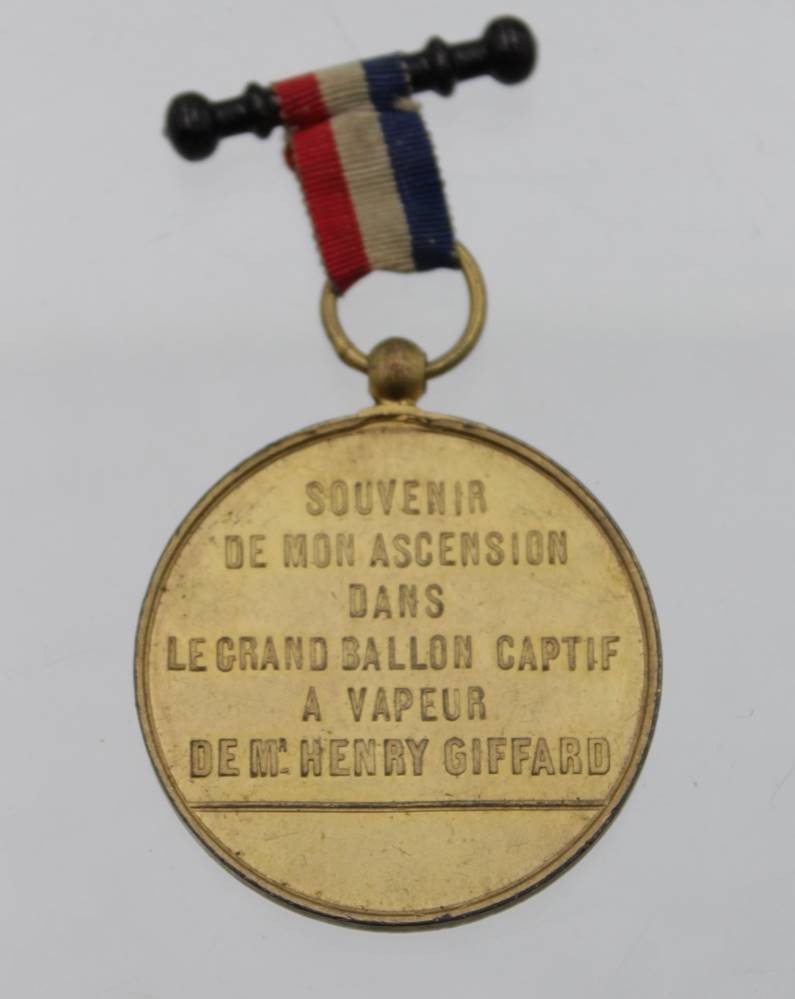 SOUVENIR
DE MON ASCENSION
DANS
LE GRAND BALLON CAPTIF
A VAPEUR
DE MR HENRY GIFFARD